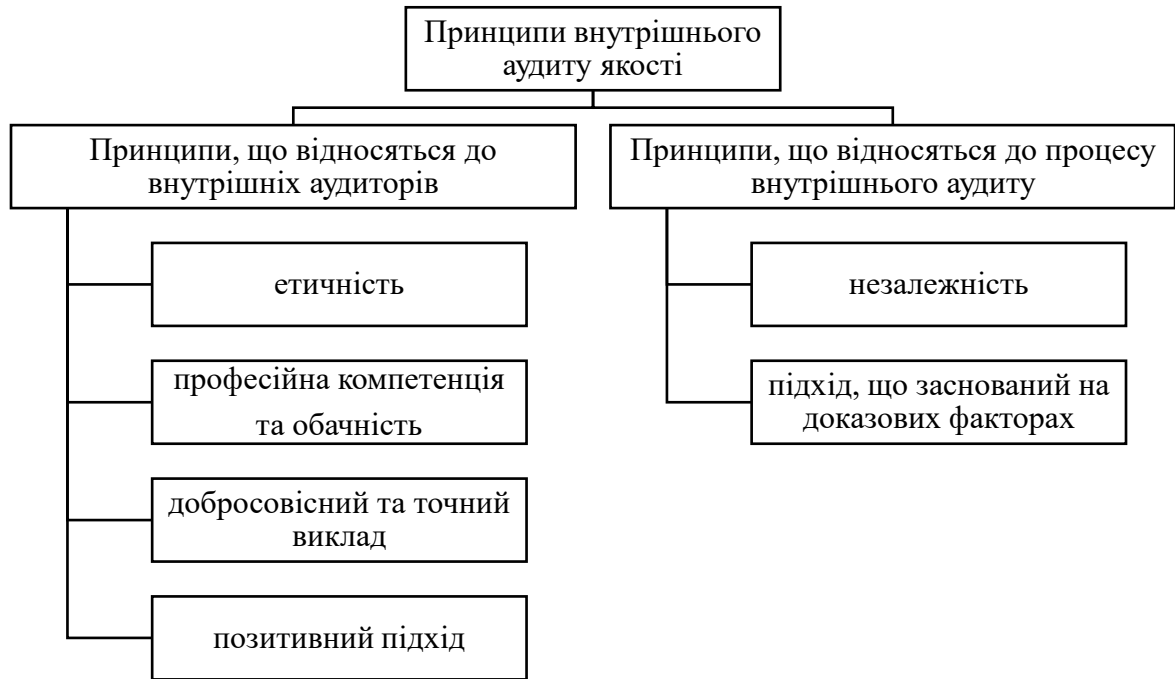 Принципи внутрішнього
аудиту якості
Принципи, що відносяться до
внутрішніх аудиторів
етичність
професійна компетенція
та обачність
добросовісний та точний
виклад
позитивний підхід
Принципи, що відносяться до процесу
внутрішнього аудиту
незалежність
підхід, що заснований на
доказових факторах